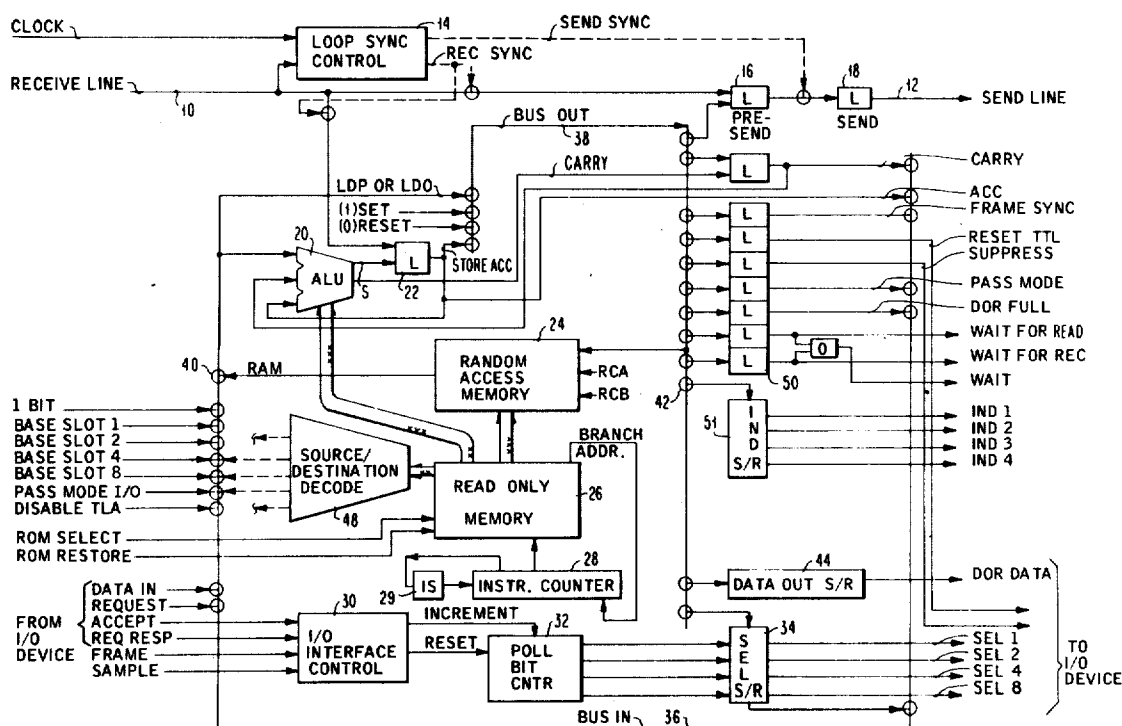 CLOCK
14
LOOP SYNC
CONTROL
SEND SYNC
REC SYNC
RECEIVE LINE
10
16
L
PRE-
SEND
18
L
SEND
12
SEND LINE
BUS OUT
38
CARRY
L
CARRY
LDP OR LDO
(1)SET
(0)RESET
ACC
FRAME SYNC
RESET TTL
SUPPRESS
PASS MODE
DOR FULL
WAIT FOR READ
WAIT FOR REC
WAIT
L
L
L
L
L
L
L
O
50
20
ALU
S
L
22
STORE ACC
24
RANDOM
ACCESS
MEMORY
RCA
RCB
40
RAM
42
51
I
N
D
S/R
IND 1
IND 2
IND 3
IND 4
1 BIT
BASE SLOT 1
BASE SLOT 2
BASE SLOT 4
BASE SLOT 8
PASS MODE I/O
DISABLE TLA
SOURCE/
DESTINATION
DECODE
48
BRANCH
ADDR.
READ ONLY
MEMORY
26
ROM SELECT
ROM RESTORE
28
IS
29
INSTR. COUNTER
44
DATA OUT S/R
DOR DATA
FROM
I/O
DEVICE
DATA IN
REQUEST
ACCEPT
REQ RESP
FRAME
SAMPLE
30
I/O
INTERFACE
CONTROL
INCREMENT
RESET
32
POLL
BIT
CNTR
34
S
E
L
S/R
SEL 1
SEL 2
SEL 4
SEL 8
TO
I/O
DEVICE
BUS IN
36